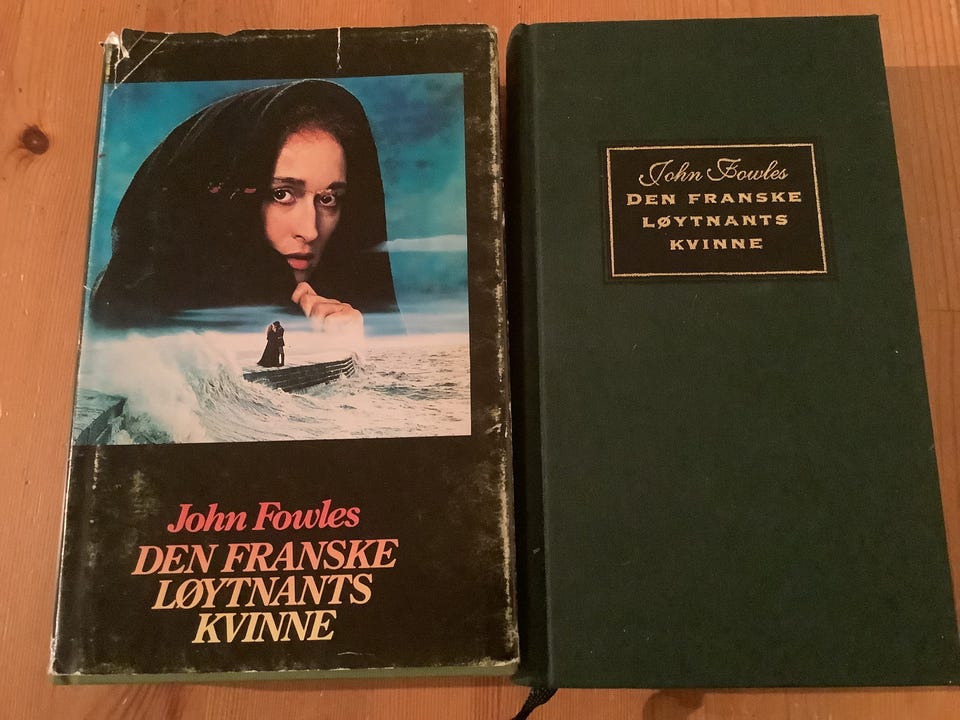 John Fowles
DEN FRANSKE
LØYTNANTS
KVINNE
John Fowles
DEN FRANSKE
LØYTNANTS
KVINNE